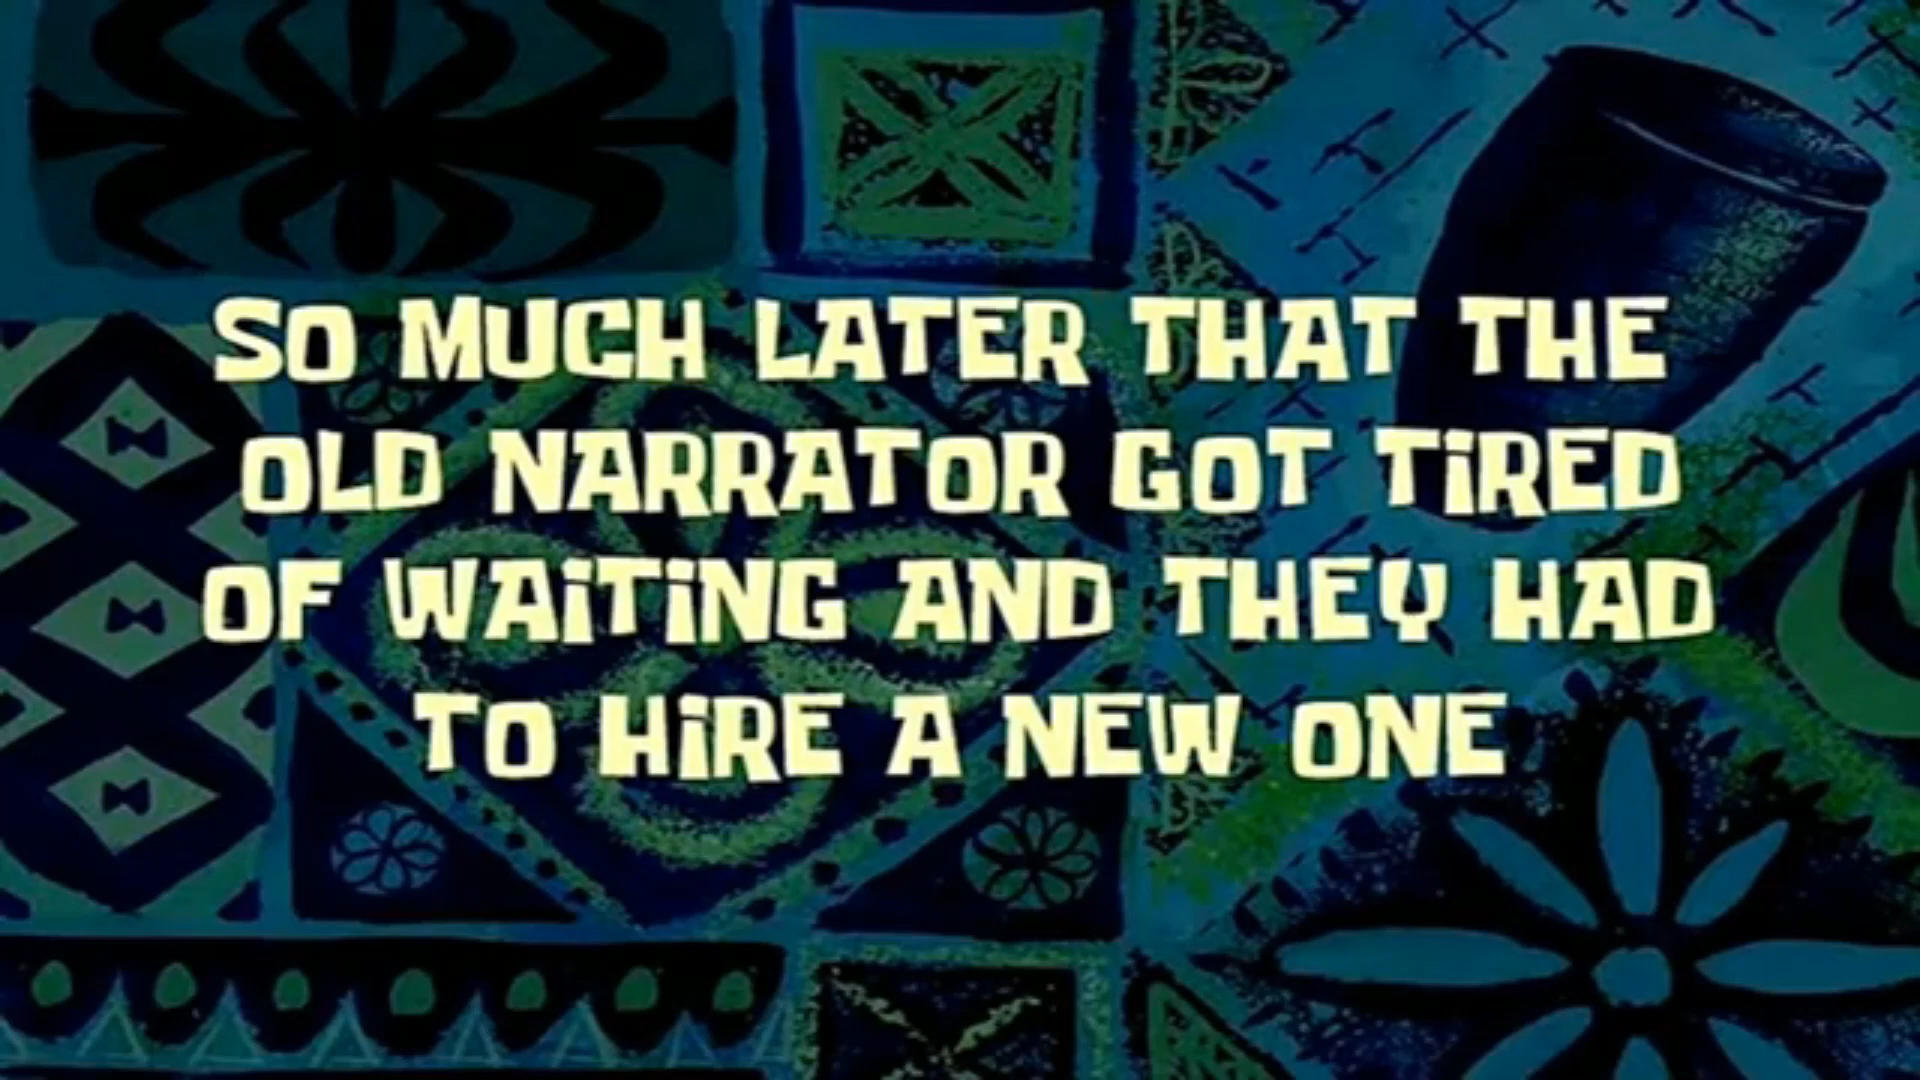 SO MUCH LATER THAT THE
OLD NARRATOR GOT TiRED
OF WAiTiNG AND THEY HAD
TO HiRE A NEW ONE